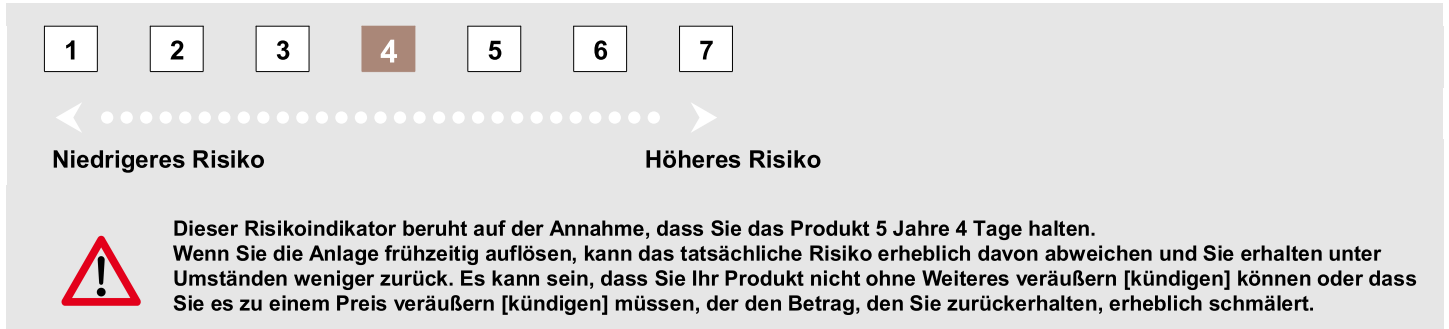 1 2 3 4 5 6 7
Niedrigeres Risiko Höheres Risiko
Dieser Risikoindikator beruht auf der Annahme, dass Sie das Produkt 5 Jahre 4 Tage halten.
Wenn Sie die Anlage frühzeitig auflösen, kann das tatsächliche Risiko erheblich davon abweichen und Sie erhalten unter
Umständen weniger zurück. Es kann sein, dass Sie Ihr Produkt nicht ohne Weiteres veräußern [kündigen] können oder dass
Sie es zu einem Preis veräußern [kündigen] müssen, der den Betrag, den Sie zurückerhalten, erheblich schmälert.